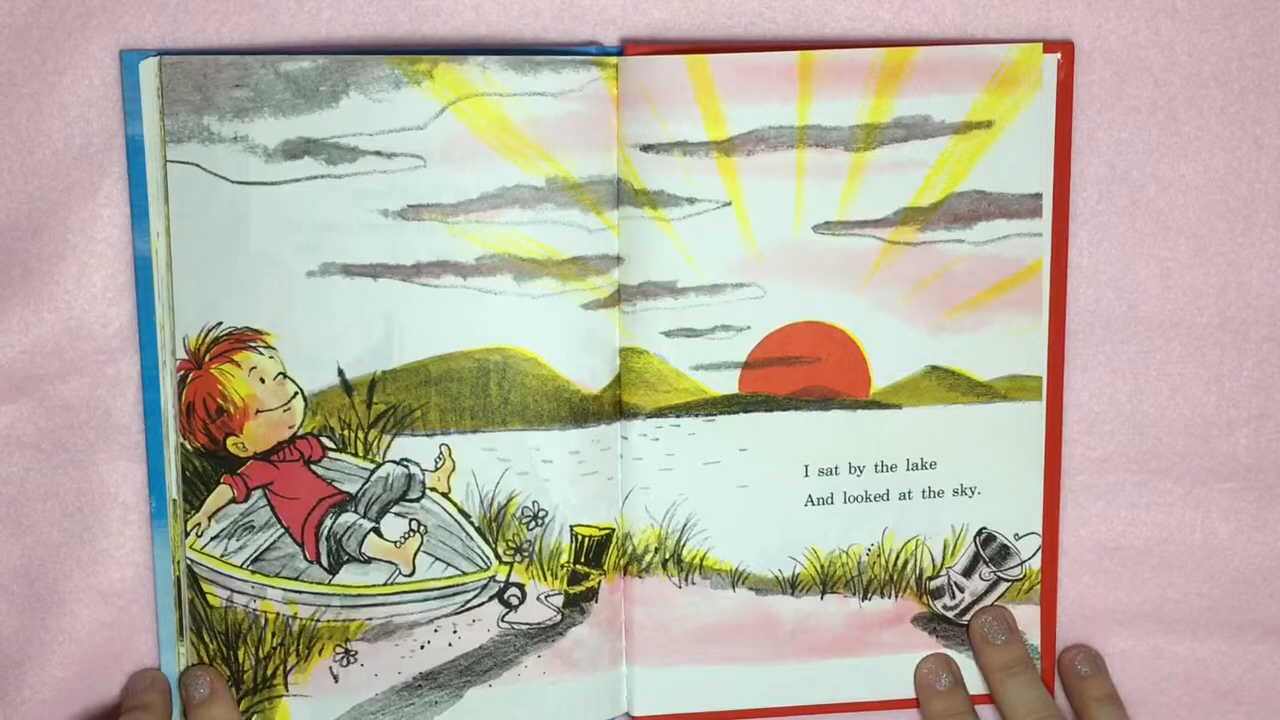 I sat by the lake
And looked at the sky.